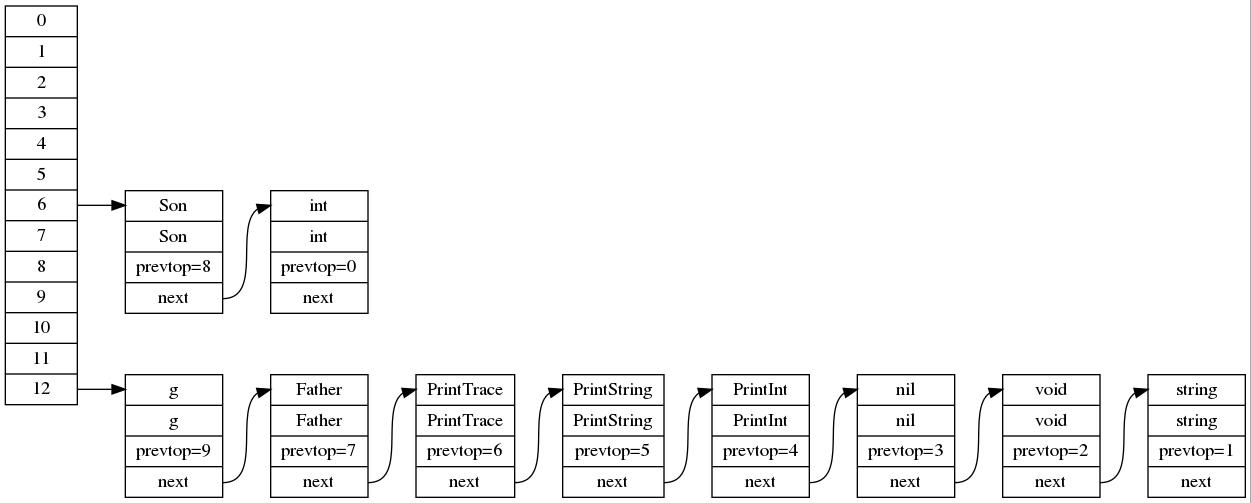 0
1
2
3
4
5
6
7
8
9
10
11
12
Son
Son
prevtop=8
next
int
int
prevtop=0
next
g
g
prevtop=9
next
Father
Father
prevtop=7
next
PrintTrace
PrintTrace
prevtop=6
next
PrintString
PrintString
prevtop=5
next
PrintInt
PrintInt
prevtop=4
next
nil
nil
prevtop=3
next
void
void
prevtop=2
next
string
string
prevtop=1
next